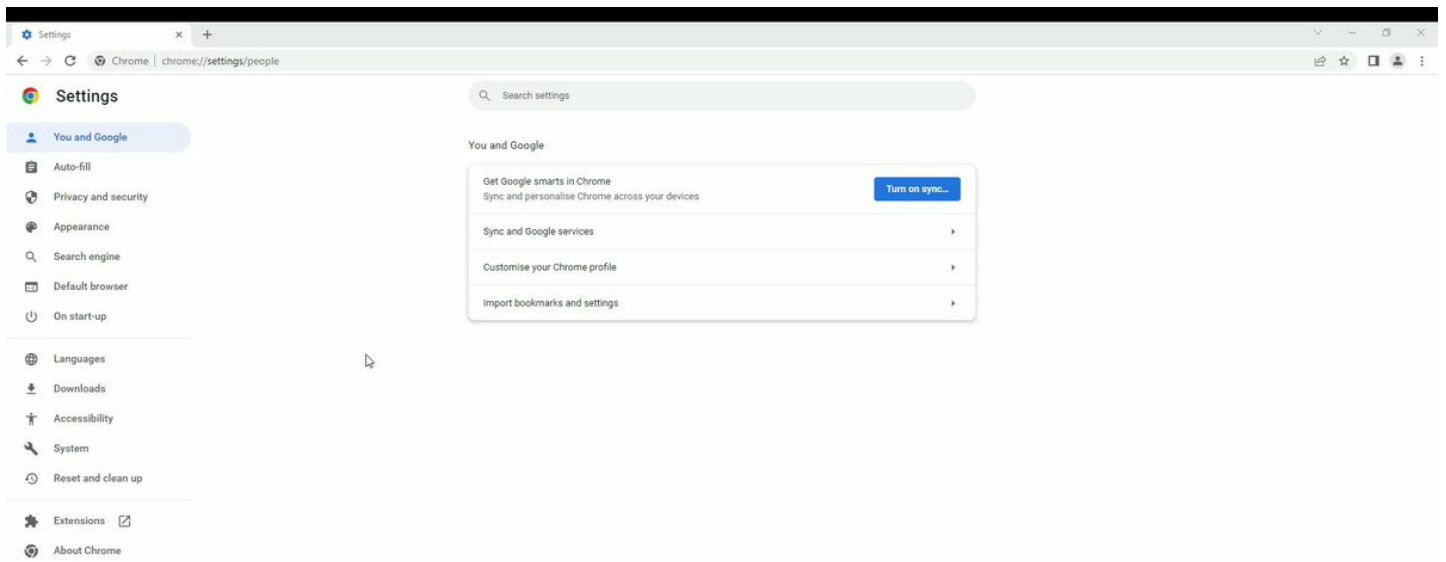 Settings
Chrome | chrome://settings/people
Settings
Search settings
You and Google
Auto-fill
Privacy and security
Appearance
Search engine
Default browser
On start-up
Languages
Downloads
Accessibility
System
Reset and clean up
Extensions
About Chrome
You and Google
Get Google smarts in Chrome
Sync and personalise Chrome across your devices
Turn on sync...
Sync and Google services
Customise your Chrome profile
Import bookmarks and settings